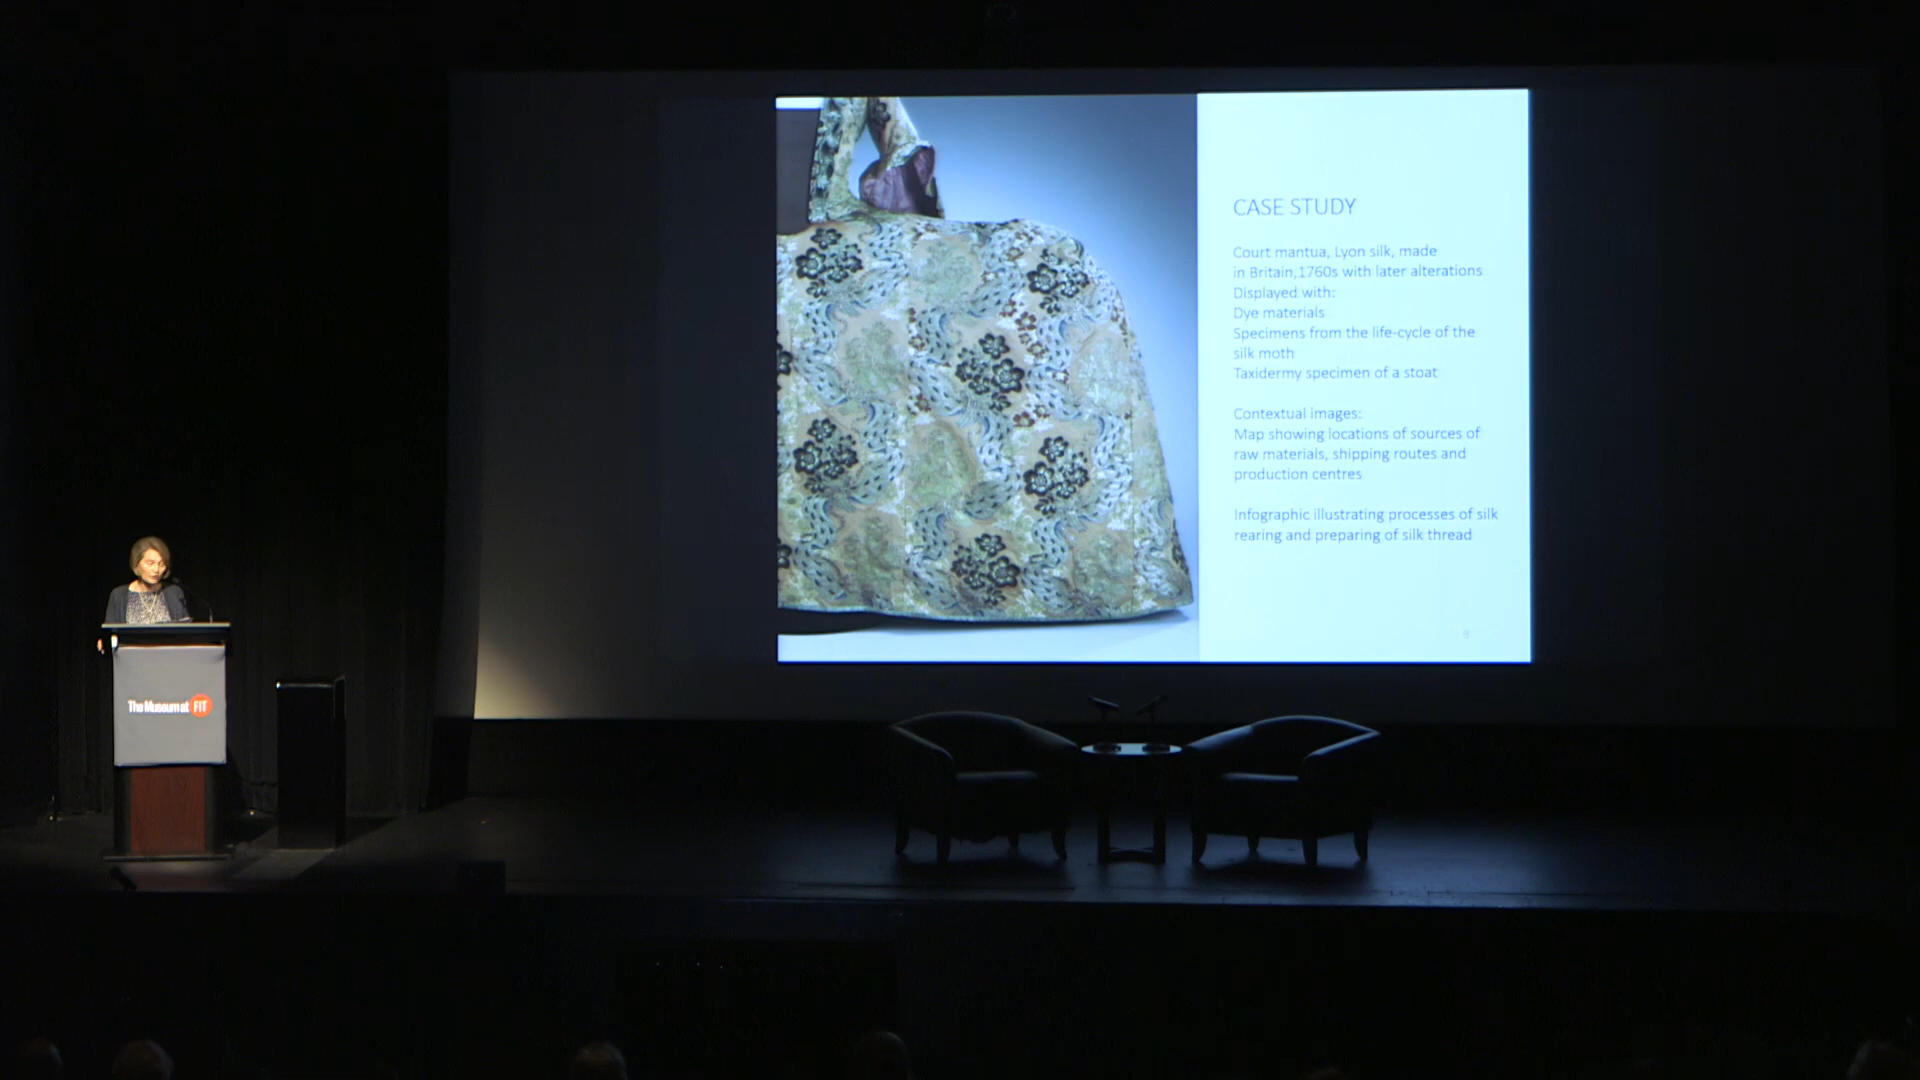 CASE STUDY
Court mantua, Lyon silk, made
in Britain,1760s with later alterations
Displayed with:
Dye materials
Specimens from the life-cycle of the
silk moth
Taxidermy specimen of a stoat
Contextual images:
Map showing locations of sources of
raw materials, shipping routes and
production centres
Infographic illustrating processes of silk
rearing and preparing of silk thread
The Museum at FIT